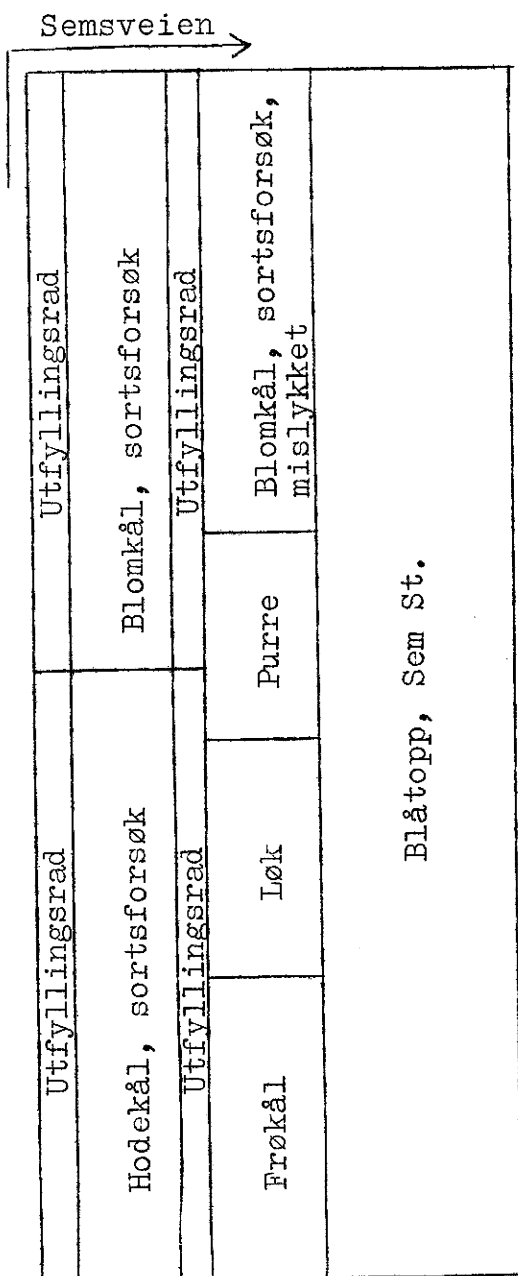 Semsveien
Utfyllingsrad
Blomkål, sortsforsøk
Utfyllingsrad
Blomkål, sortsforsøk,
mislykket
Utfyllingsrad
Hodekål, sortsforsøk
Utfyllingsrad
Purre
Løk
Frøkål
Blåtopp, Sem St.